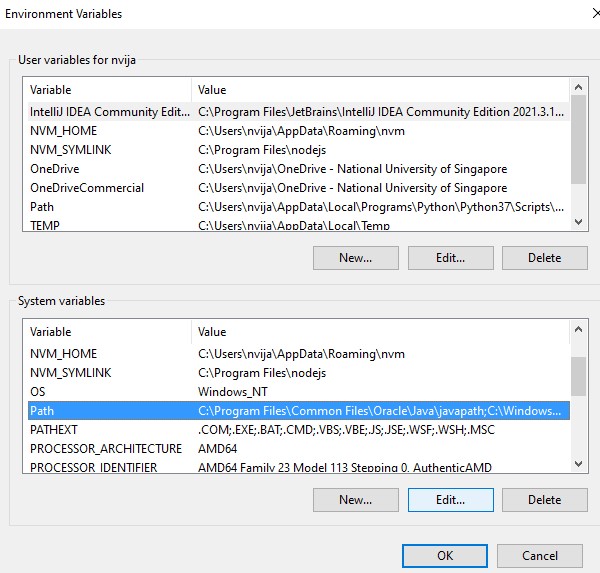 Environment Variables
User variables for nvija
Variable Value
IntelliJ IDEA Community Edit... C:\Program Files\JetBrains\IntelliJ IDEA Community Edition 2021.3.1...
NVM_HOME C:\Users\nvija\AppData\Roaming\nvm
NVM_SYMLINK C:\Program Files\nodejs
OneDrive C:\Users\nvija\OneDrive - National University of Singapore
OneDriveCommercial C:\Users\nvija\OneDrive - National University of Singapore
Path C:\Users\nvija\AppData\Local\Programs\Python\Python37\Scripts\...
TEMP C:\Users\nvija\AppData\Local\Temp
New... Edit... Delete
System variables
Variable Value
NVM_HOME C:\Users\nvija\AppData\Roaming\nvm
NVM_SYMLINK C:\Program Files\nodejs
OS Windows_NT
Path C:\Program Files\Common Files\Oracle\Java\javapath;C:\Windows...
PATHEXT .COM;.EXE;.BAT;.CMD;.VBS;.VBE;.JS;.JSE;.WSF;.WSH;.MSC
PROCESSOR_ARCHITECTURE AMD64
PROCESSOR_IDENTIFIER AMD64 Family 23 Model 113 Stepping 0, AuthenticAMD
New... Edit... Delete
OK Cancel